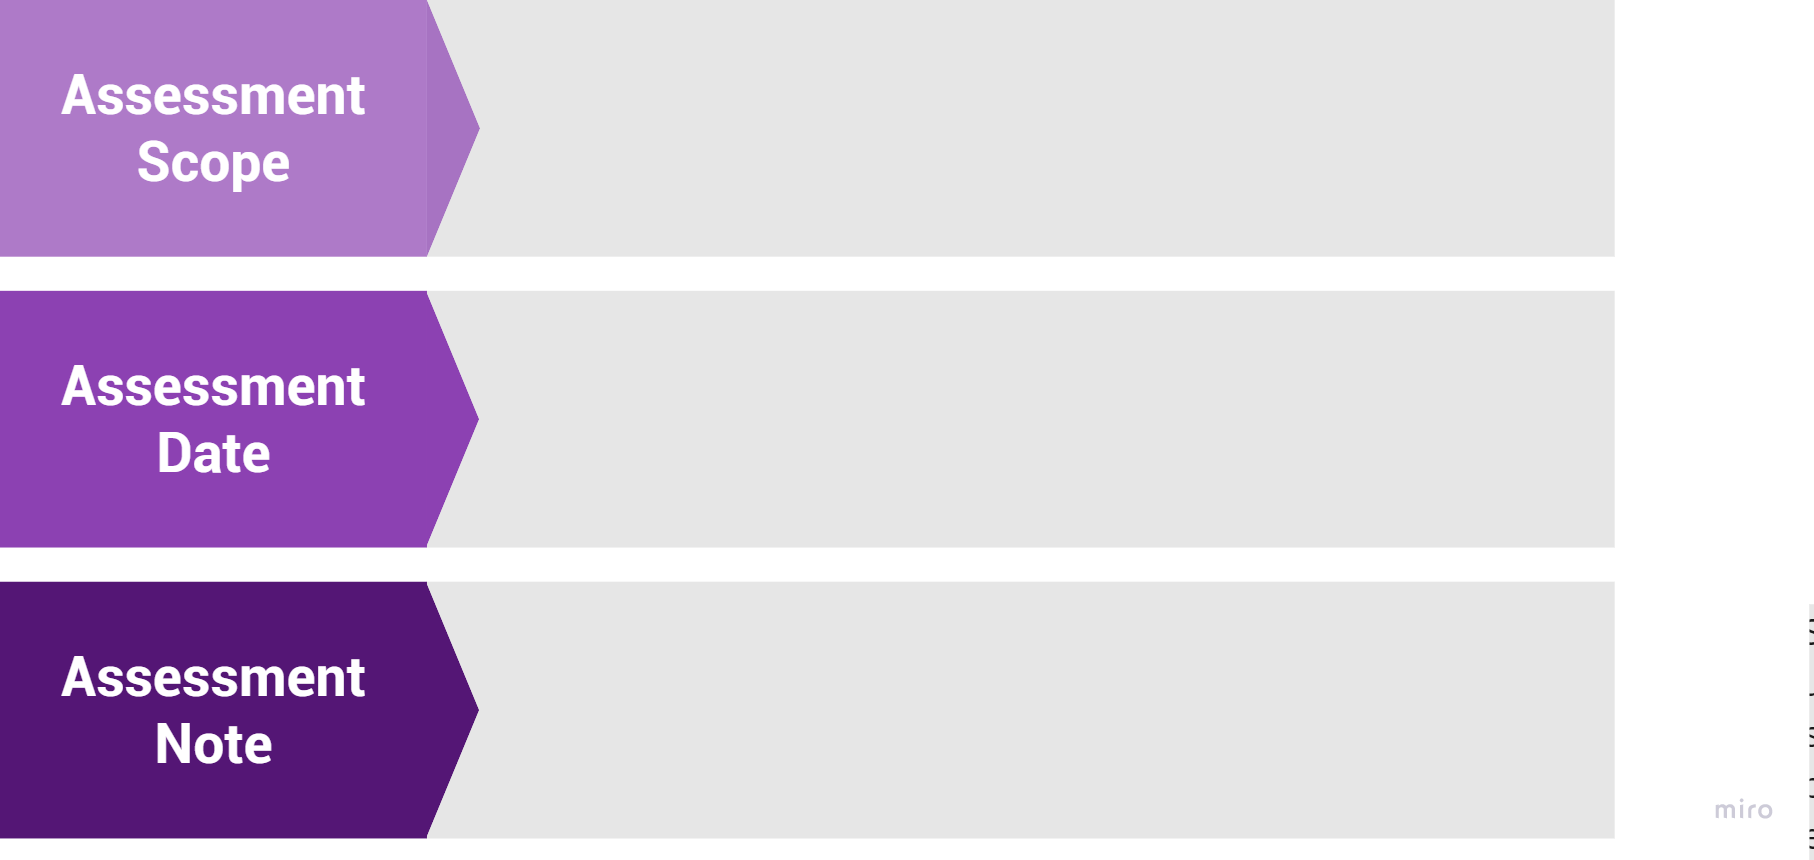 Assessment
Scope
Assessment
Date
Assessment
Note
miro